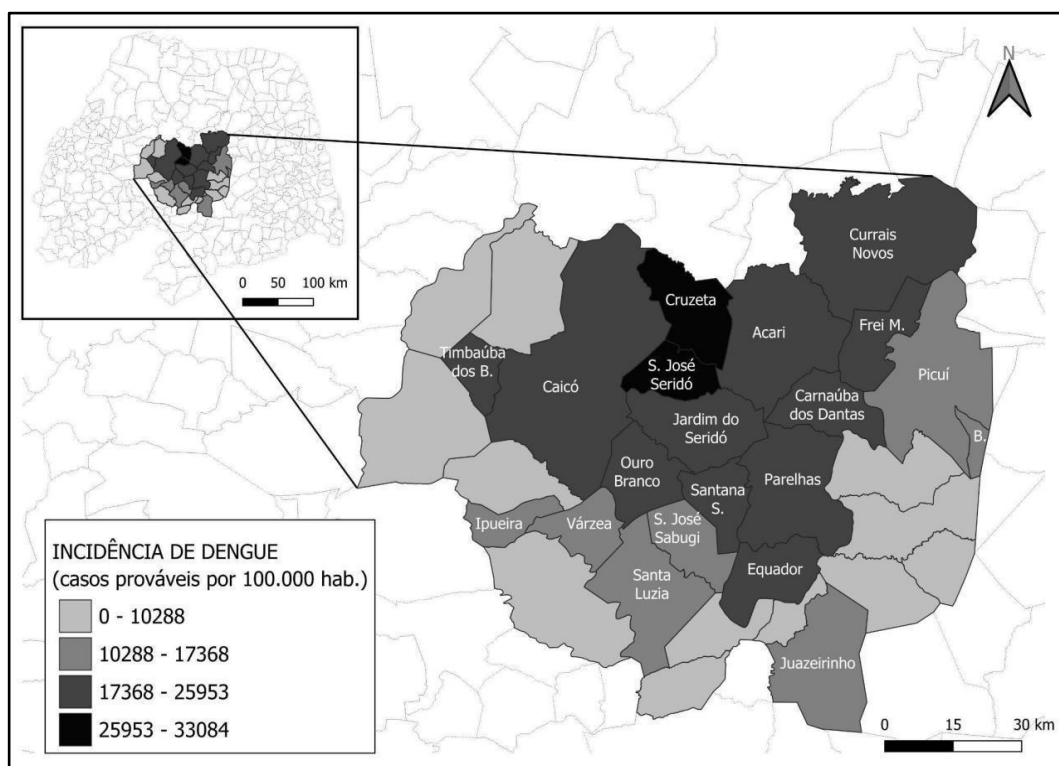 N
0 50 100 km
Currais
Novos
Cruzeta
Acari
Frei M.
Timbaúba
dos B.
S. José
Seridó
Picuí
Caicó
Carnaúba
dos Dantas
Jardim do
Seridó
B.
Ouro
Branco
Santana
S.
Parelhas
Ipueira
Várzea
S. José
Sabugi
Equador
Santa
Luzia
Juazeirinho
INCIDÊNCIA DE DENGUE
(casos prováveis por 100.000 hab.)
0 - 10288
10288 - 17368
17368 - 25953
25953 - 33084
0 15 30 km